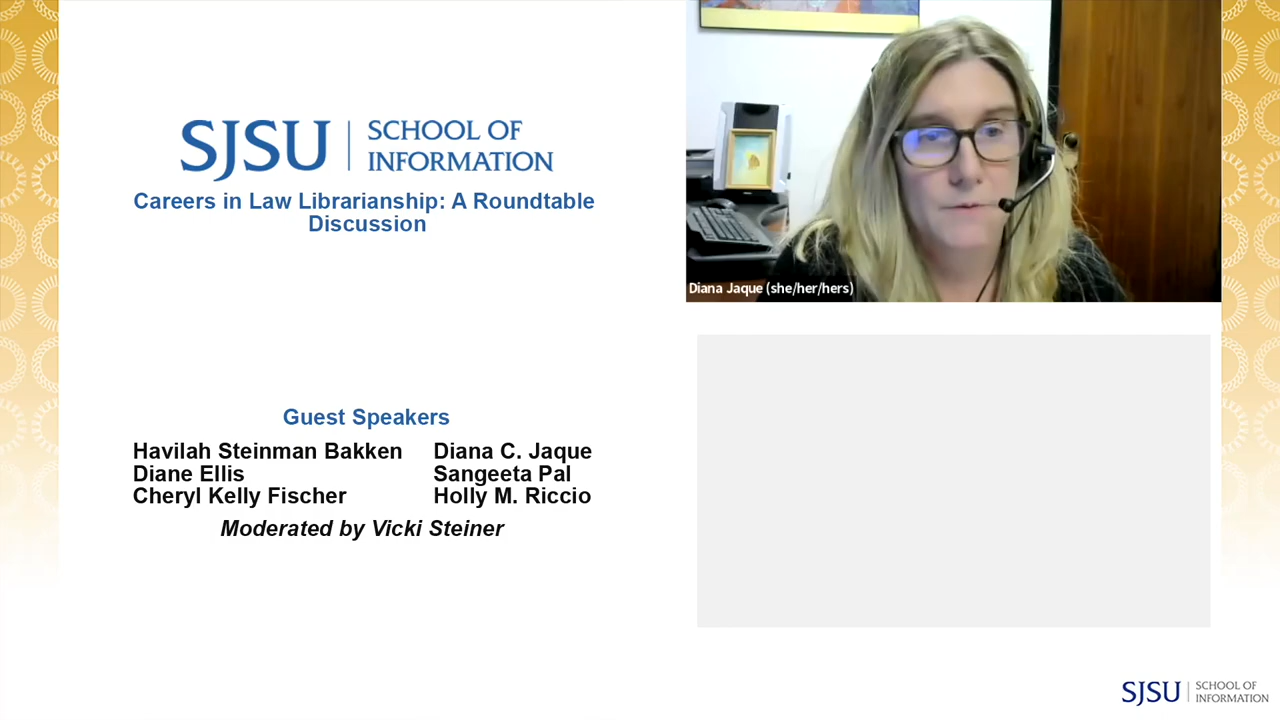 SJSU | SCHOOL OF
INFORMATION
Careers in Law Librarianship: A Roundtable
Discussion
Diana Jaque (she/her/hers)
Guest Speakers
Havilah Steinman Bakken
Diane Ellis
Cheryl Kelly Fischer
Diana C. Jaque
Sangeeta Pal
Holly M. Riccio
Moderated by Vicki Steiner
SJSU | SCHOOL OF
INFORMATION